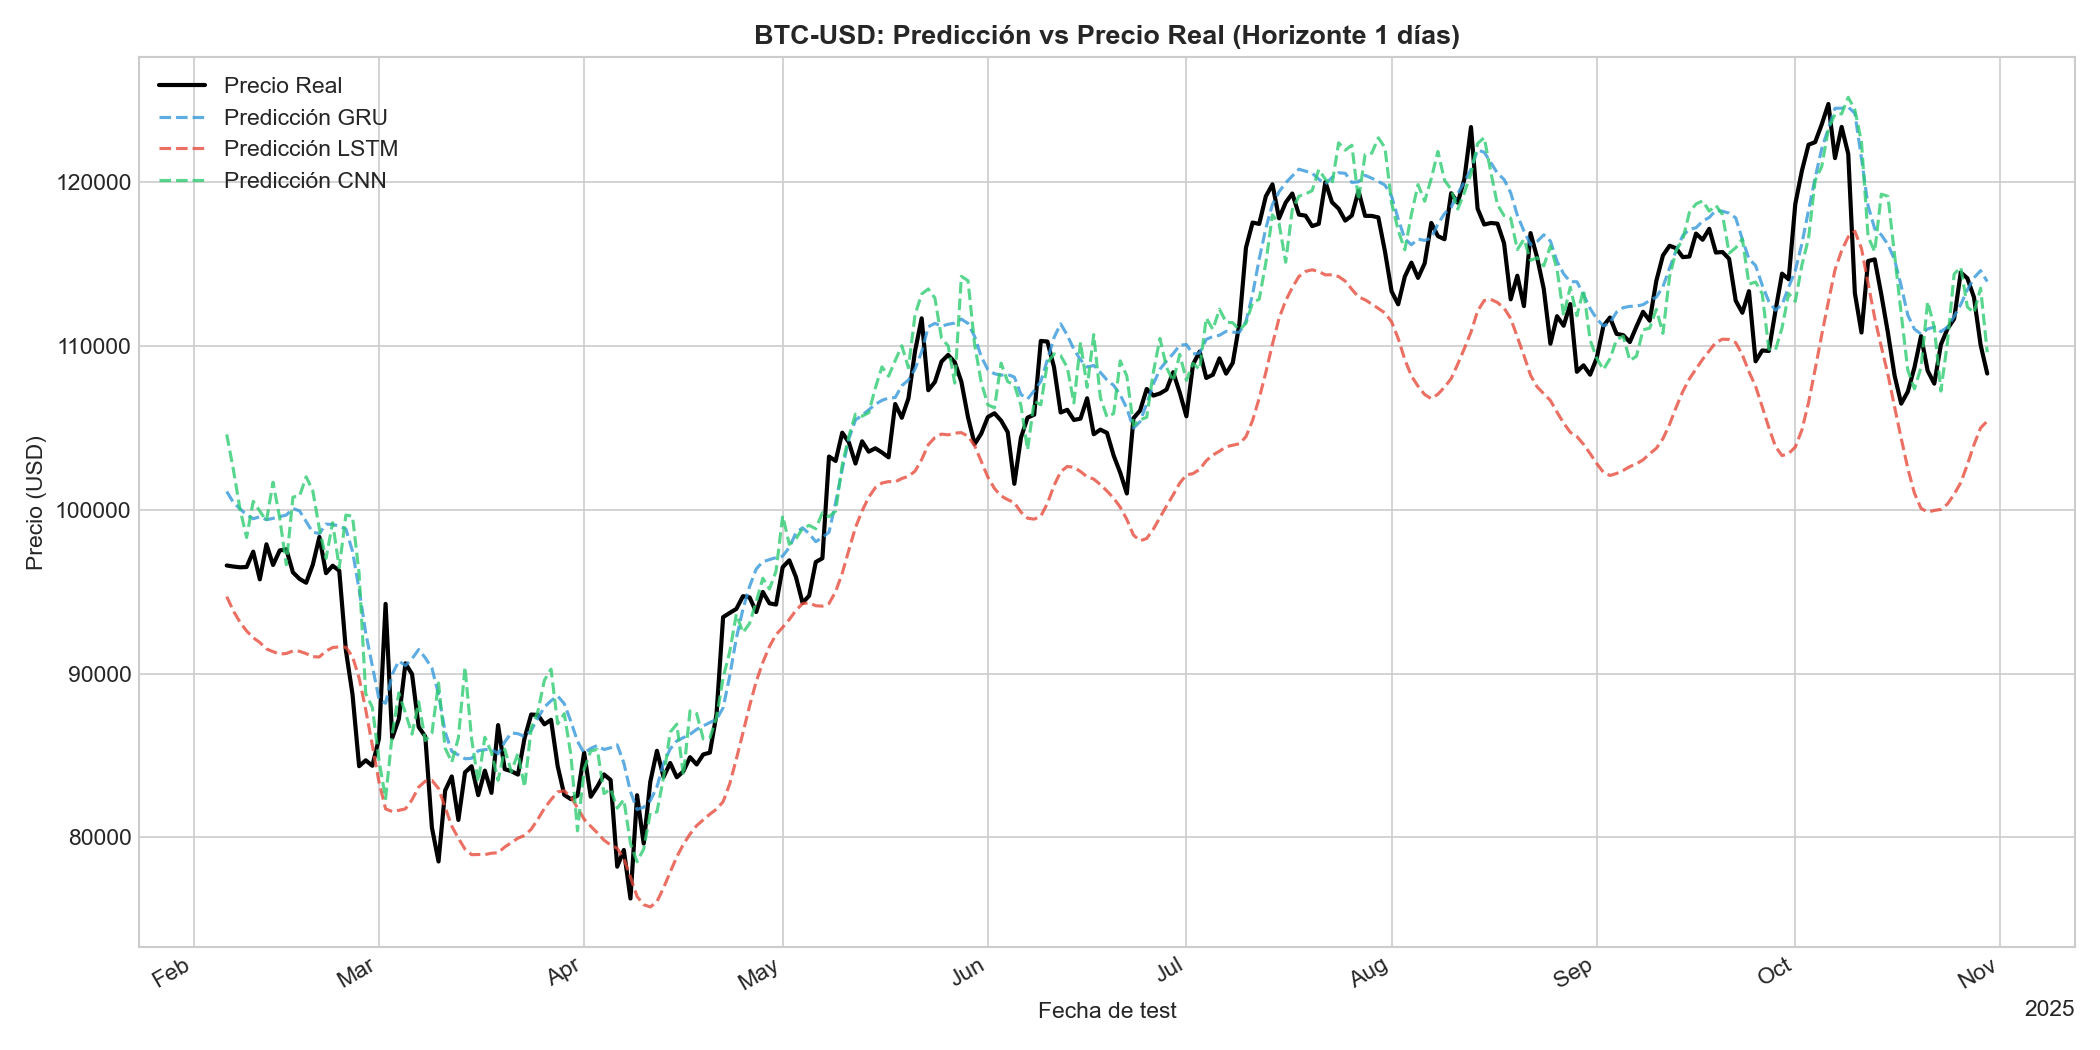 BTC-USD: Predicción vs Precio Real (Horizonte 1 días)
Precio Real
Predicción GRU
Predicción LSTM
Predicción CNN
Precio (USD)
120000
110000
100000
90000
80000
Feb
Mar
Apr
May
Jun
Jul
Aug
Sep
Oct
Nov
Fecha de test
2025